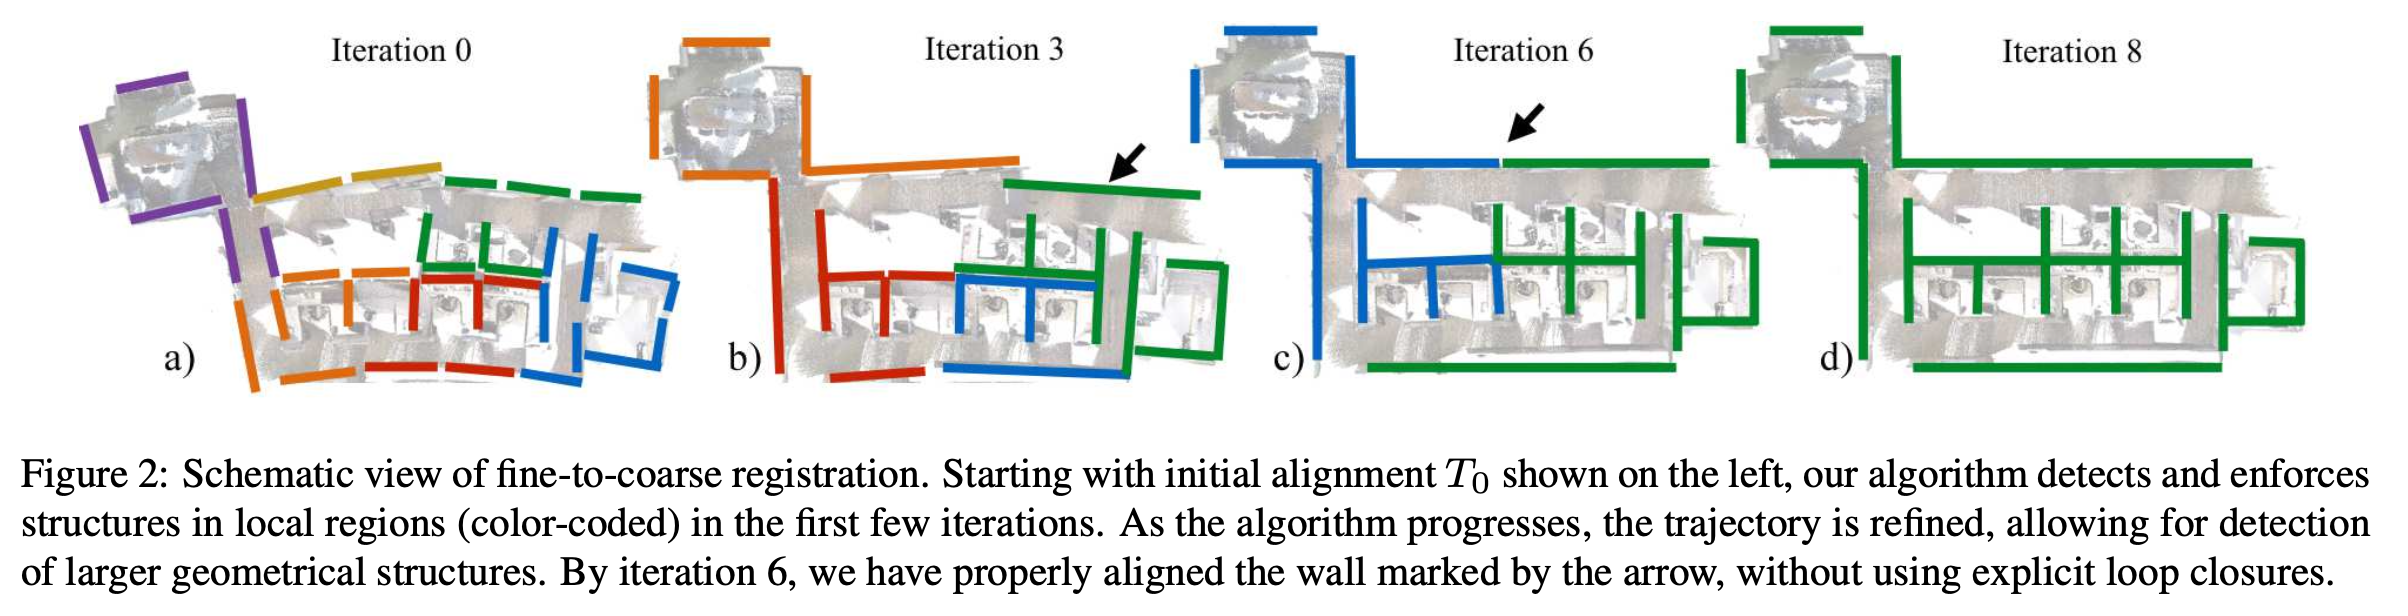 Iteration 0
Iteration 3
Iteration 6
Iteration 8
a)
b)
c)
d)
Figure 2: Schematic view of fine-to-coarse registration. Starting with initial alignment T0 shown on the left, our algorithm detects and enforces
structures in local regions (color-coded) in the first few iterations. As the algorithm progresses, the trajectory is refined, allowing for detection
of larger geometrical structures. By iteration 6, we have properly aligned the wall marked by the arrow, without using explicit loop closures.